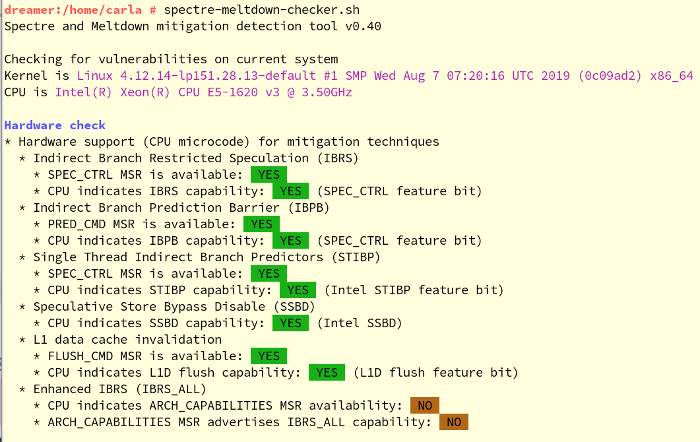 dreamer:/home/carla # spectre-meltdown-checker.sh
Spectre and Meltdown mitigation detection tool v0.40
Checking for vulnerabilities on current system
Kernel is Linux 4.12.14-lp151.28.13-default #1 SMP Wed Aug 7 07:20:16 UTC 2019 (0c09ad2) x86_64
CPU is Intel(R) Xeon(R) CPU E5-1620 v3 @ 3.50GHz
Hardware check
* Hardware support (CPU microcode) for mitigation techniques
* Indirect Branch Restricted Speculation (IBRS)
* SPEC_CTRL MSR is available: YES
* CPU indicates IBRS capability: YES (SPEC_CTRL feature bit)
* Indirect Branch Prediction Barrier (IBPB)
* PRED_CMD MSR is available: YES
* CPU indicates IBPB capability: YES (SPEC_CTRL feature bit)
* Single Thread Indirect Branch Predictors (STIBP)
* SPEC_CTRL MSR is available: YES
* CPU indicates STIBP capability: YES (Intel STIBP feature bit)
* Speculative Store Bypass Disable (SSBD)
* CPU indicates SSBD capability: YES (Intel SSBD)
* L1 data cache invalidation
* FLUSH_CMD MSR is available: YES
* CPU indicates L1D flush capability: YES (L1D flush feature bit)
* Enhanced IBRS (IBRS_ALL)
* CPU indicates ARCH_CAPABILITIES MSR availability: NO
* ARCH_CAPABILITIES MSR advertises IBRS_ALL capability: NO